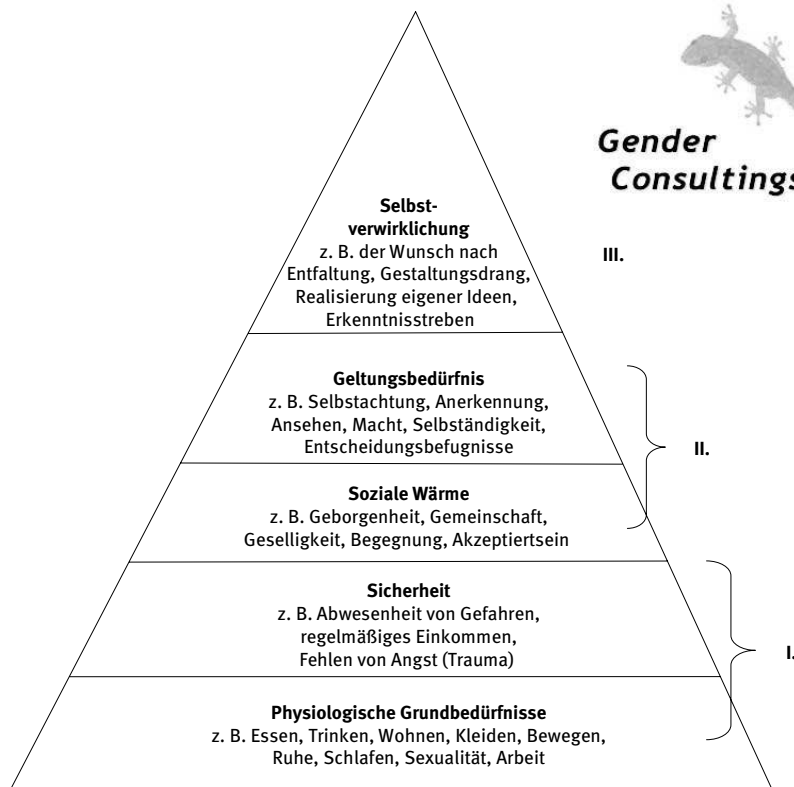 Gender
Consultings
Selbst-
verwirklichung
z. B. der Wunsch nach
Entfaltung, Gestaltungsdrang,
Realisierung eigener Ideen,
Erkenntnisstreben
III.
Geltungsbedürfnis
z. B. Selbstachtung, Anerkennung,
Ansehen, Macht, Selbständigkeit,
Entscheidungsbefugnisse
II.
Soziale Wärme
z. B. Geborgenheit, Gemeinschaft,
Geselligkeit, Begegnung, Akzeptiertsein
Sicherheit
z. B. Abwesenheit von Gefahren,
regelmäßiges Einkommen,
Fehlen von Angst (Trauma)
I.
Physiologische Grundbedürfnisse
z. B. Essen, Trinken, Wohnen, Kleiden, Bewegen,
Ruhe, Schlafen, Sexualität, Arbeit